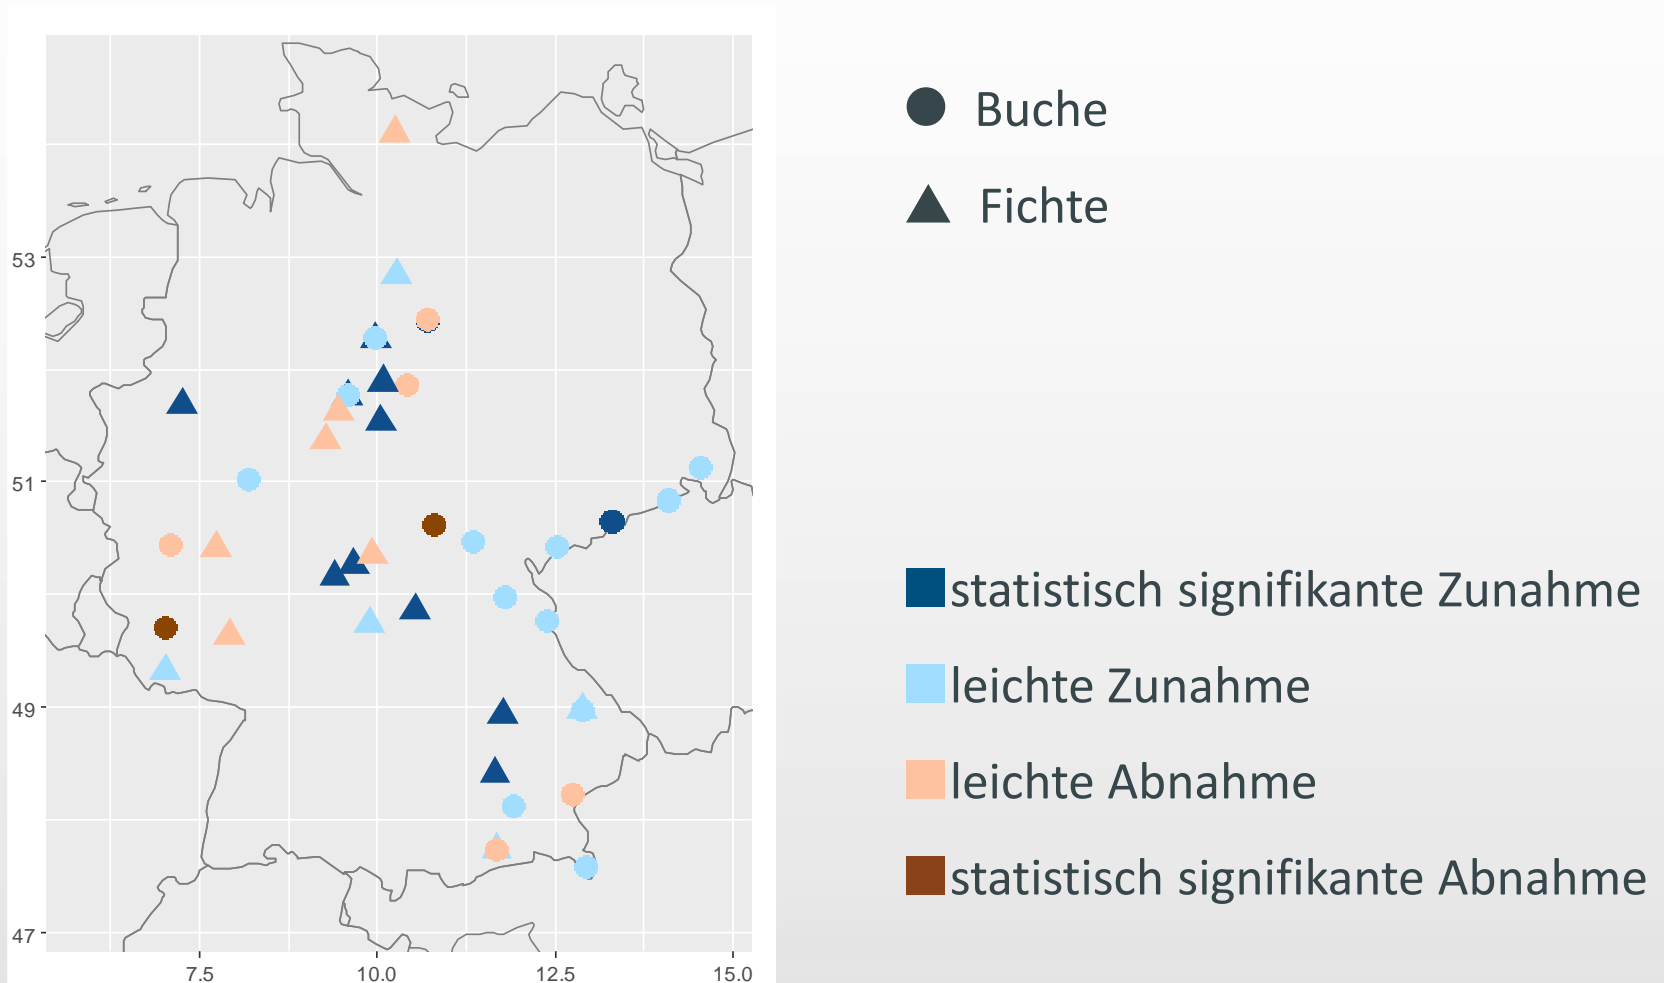 53
51
49
47
7.5
10.0
12.5
15.0
Buche
Fichte
statistisch signifikante Zunahme
leichte Zunahme
leichte Abnahme
statistisch signifikante Abnahme